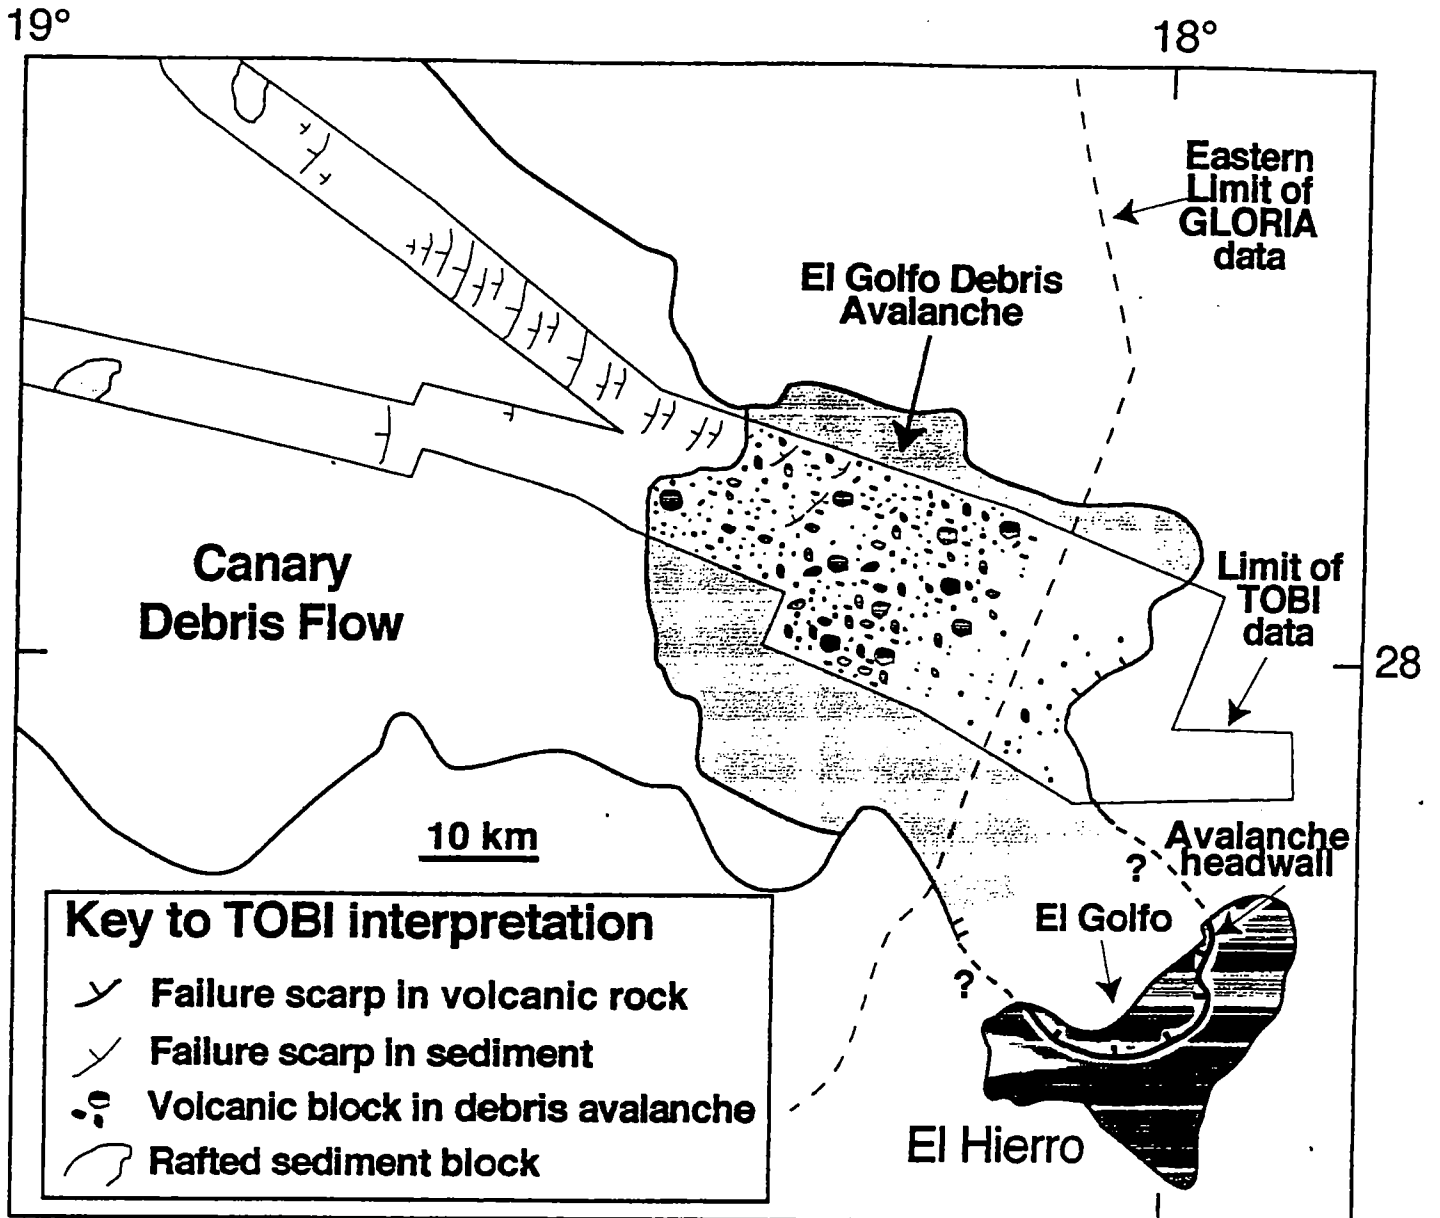 19°
18°
Eastern
Limit of
GLORIA
data
El Golfo Debris
Avalanche
Canary
Debris Flow
Limit of
TOBI
data
28
10 km
Avalanche
headwall
?
El Golfo
?
El Hierro
Key to TOBI interpretation
Failure scarp in volcanic rock
Failure scarp in sediment
Volcanic block in debris avalanche
Rafted sediment block